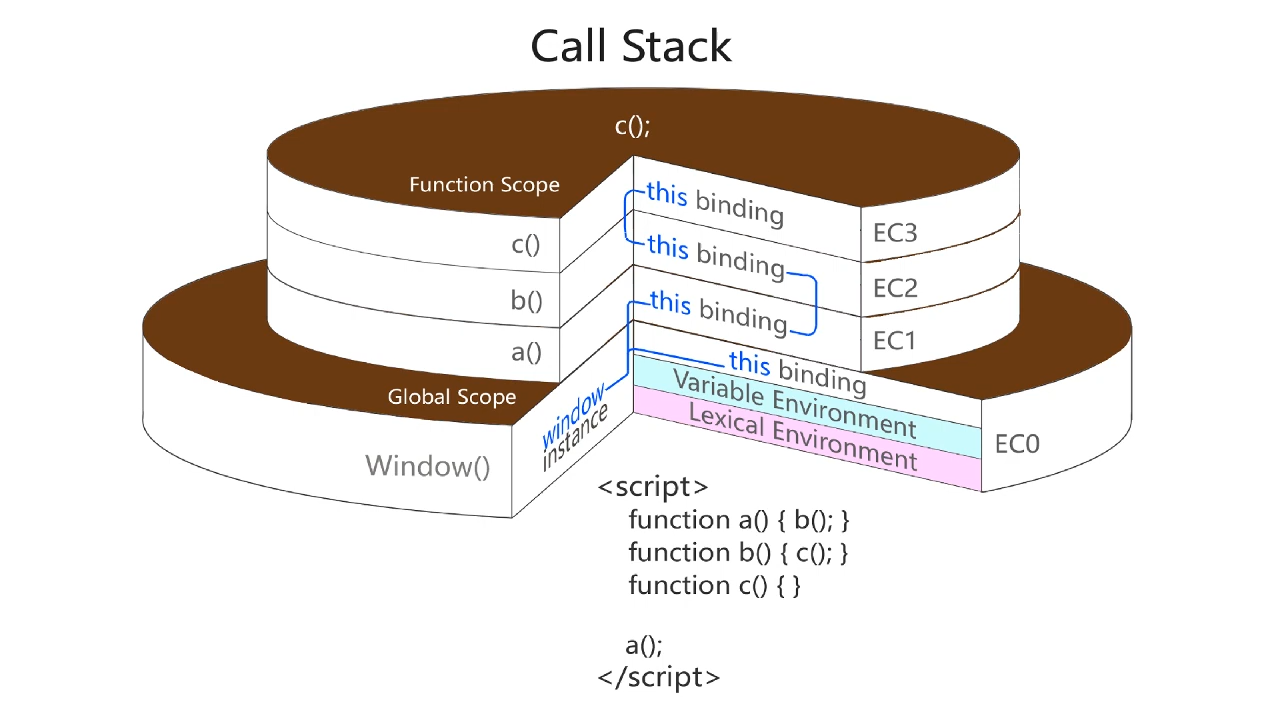 Call Stack
c();
Function Scope
this binding
c()
EC3
this binding
b()
EC2
this binding
a()
EC1
this binding
Global Scope
window
instance
Variable Environment
Lexical Environment
Window()
EC0
<script>
function a() { b(); }
function b() { c(); }
function c() { }
a();
</script>